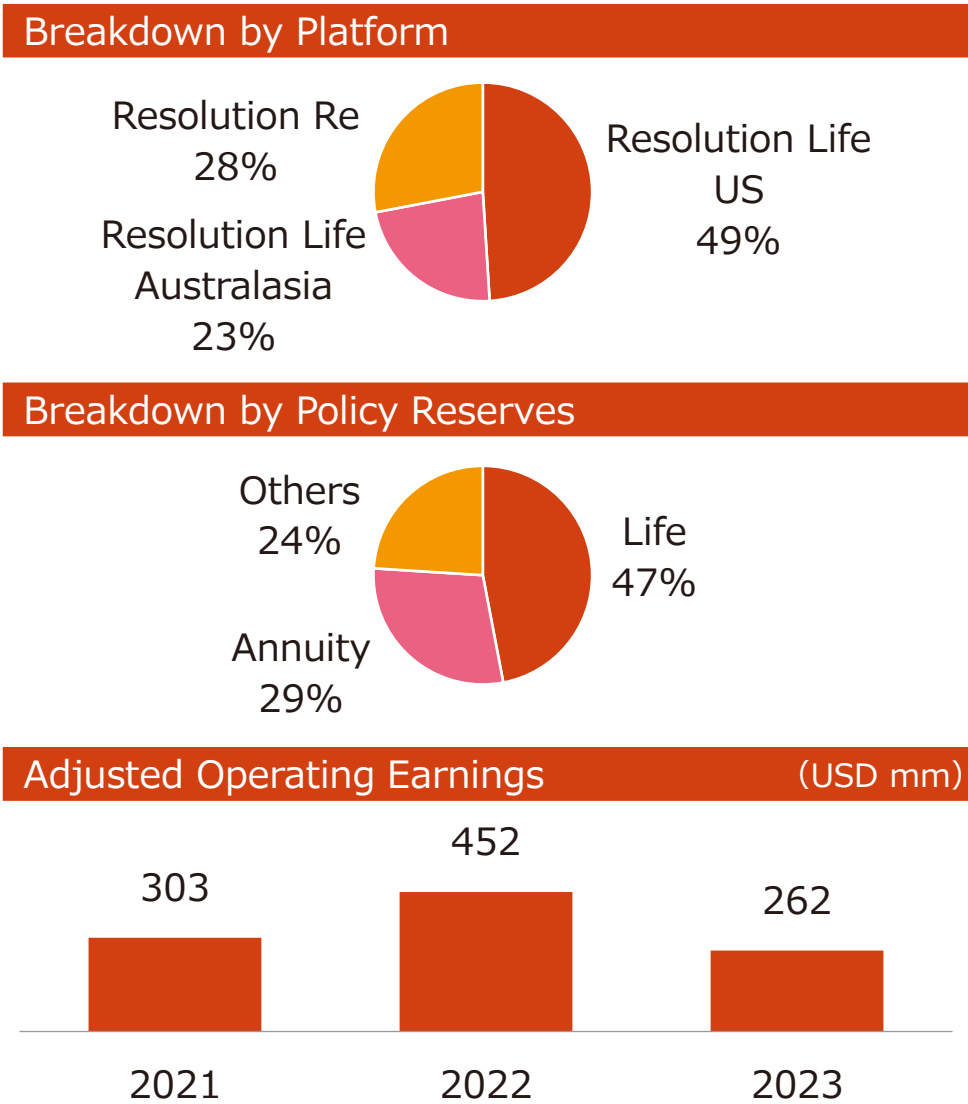 Breakdown by Platform
Resolution Re
28%
Resolution Life
US
49%
Resolution Life
Australasia
23%
Breakdown by Policy Reserves
Others
24%
Life
47%
Annuity
29%
Adjusted Operating Earnings (USD mm)
303
452
262
2021
2022
2023